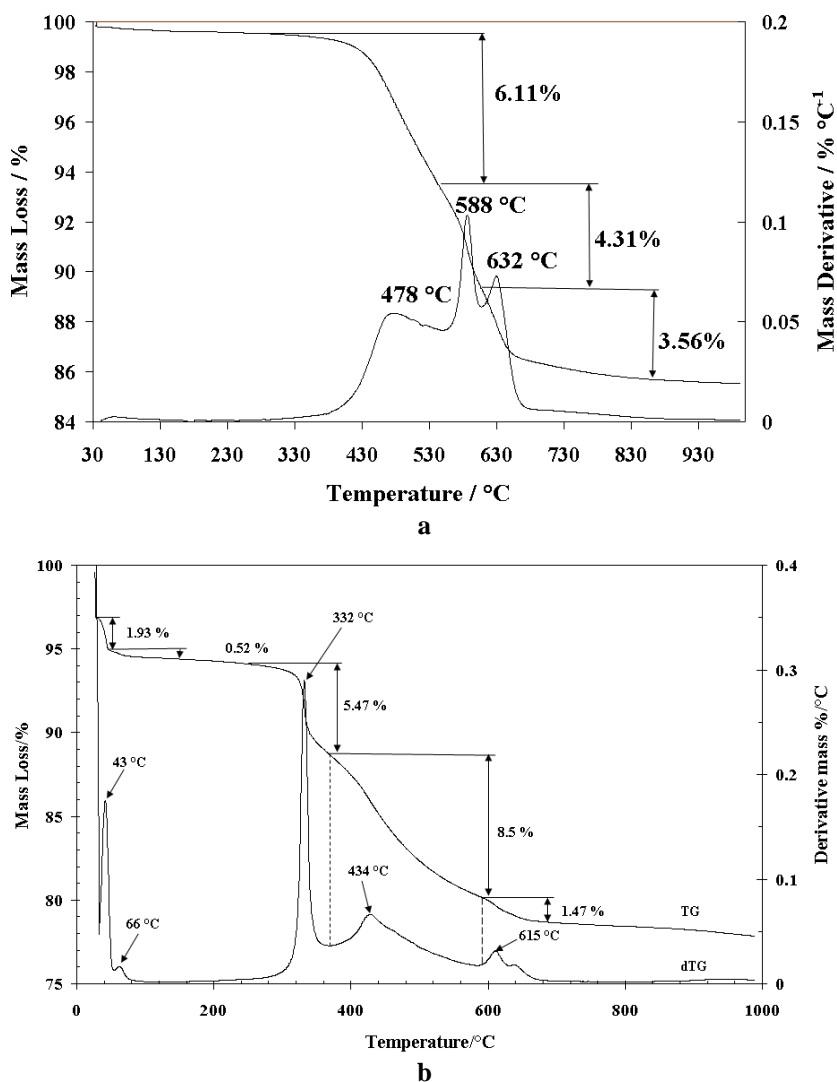 100
98
96
94
92
90
88
86
84
Mass Loss / %
0.2
0.15
0.1
0.05
0
Mass Derivative / % °C-1
6.11%
4.31%
3.56%
588 °C
632 °C
478 °C
30 130 230 330 430 530 630 730 830 930
Temperature / °C
a
100
95
90
85
80
75
Mass Loss/%
0.4
0.3
0.2
0.1
0
Derivative mass %/°C
332 °C
1.93 %
0.52 %
5.47 %
43 °C
8.5 %
434 °C
66 °C
1.47 %
TG
615 °C
dTG
0 200 400 600 800 1000
Temperature/°C
b